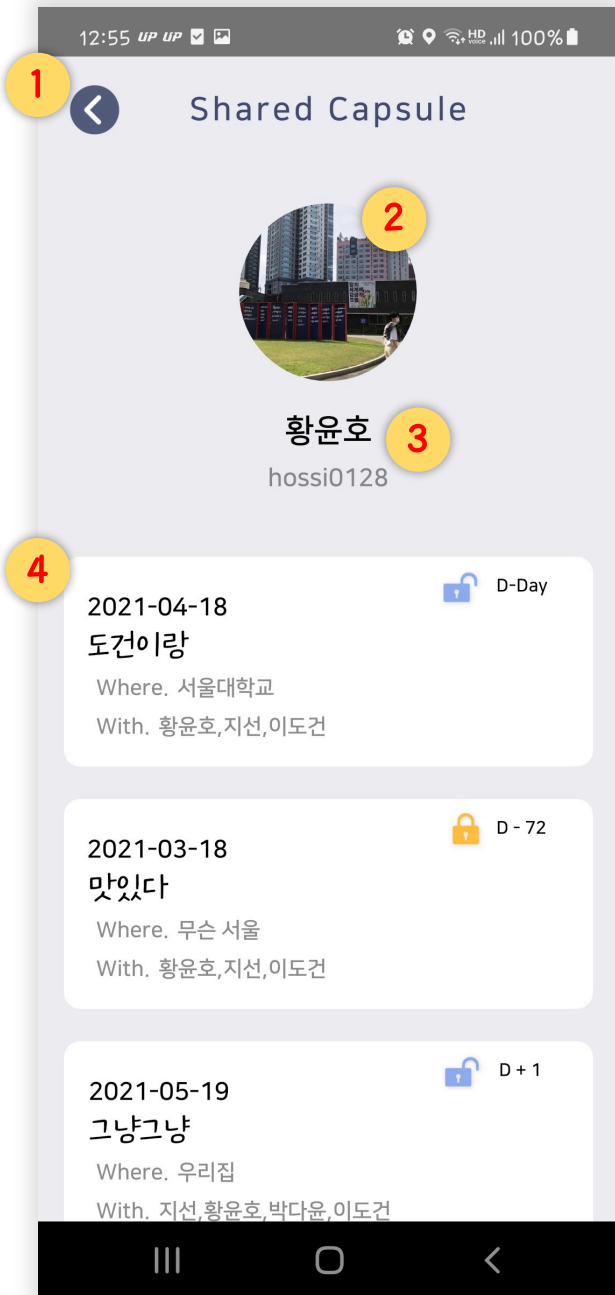 12:55 UP UP HD voice 100%
1
Shared Capsule
2
황윤호
3
hossi0128
4
D-Day
2021-04-18
도건이랑
Where. 서울대학교
With. 황윤호,지선,이도건
D - 72
2021-03-18
맛있다
Where. 무슨 서울
With. 황윤호,지선,이도건
D + 1
2021-05-19
그냥그냥
Where. 우리집
With. 지선,황윤호,박다윤,이도건